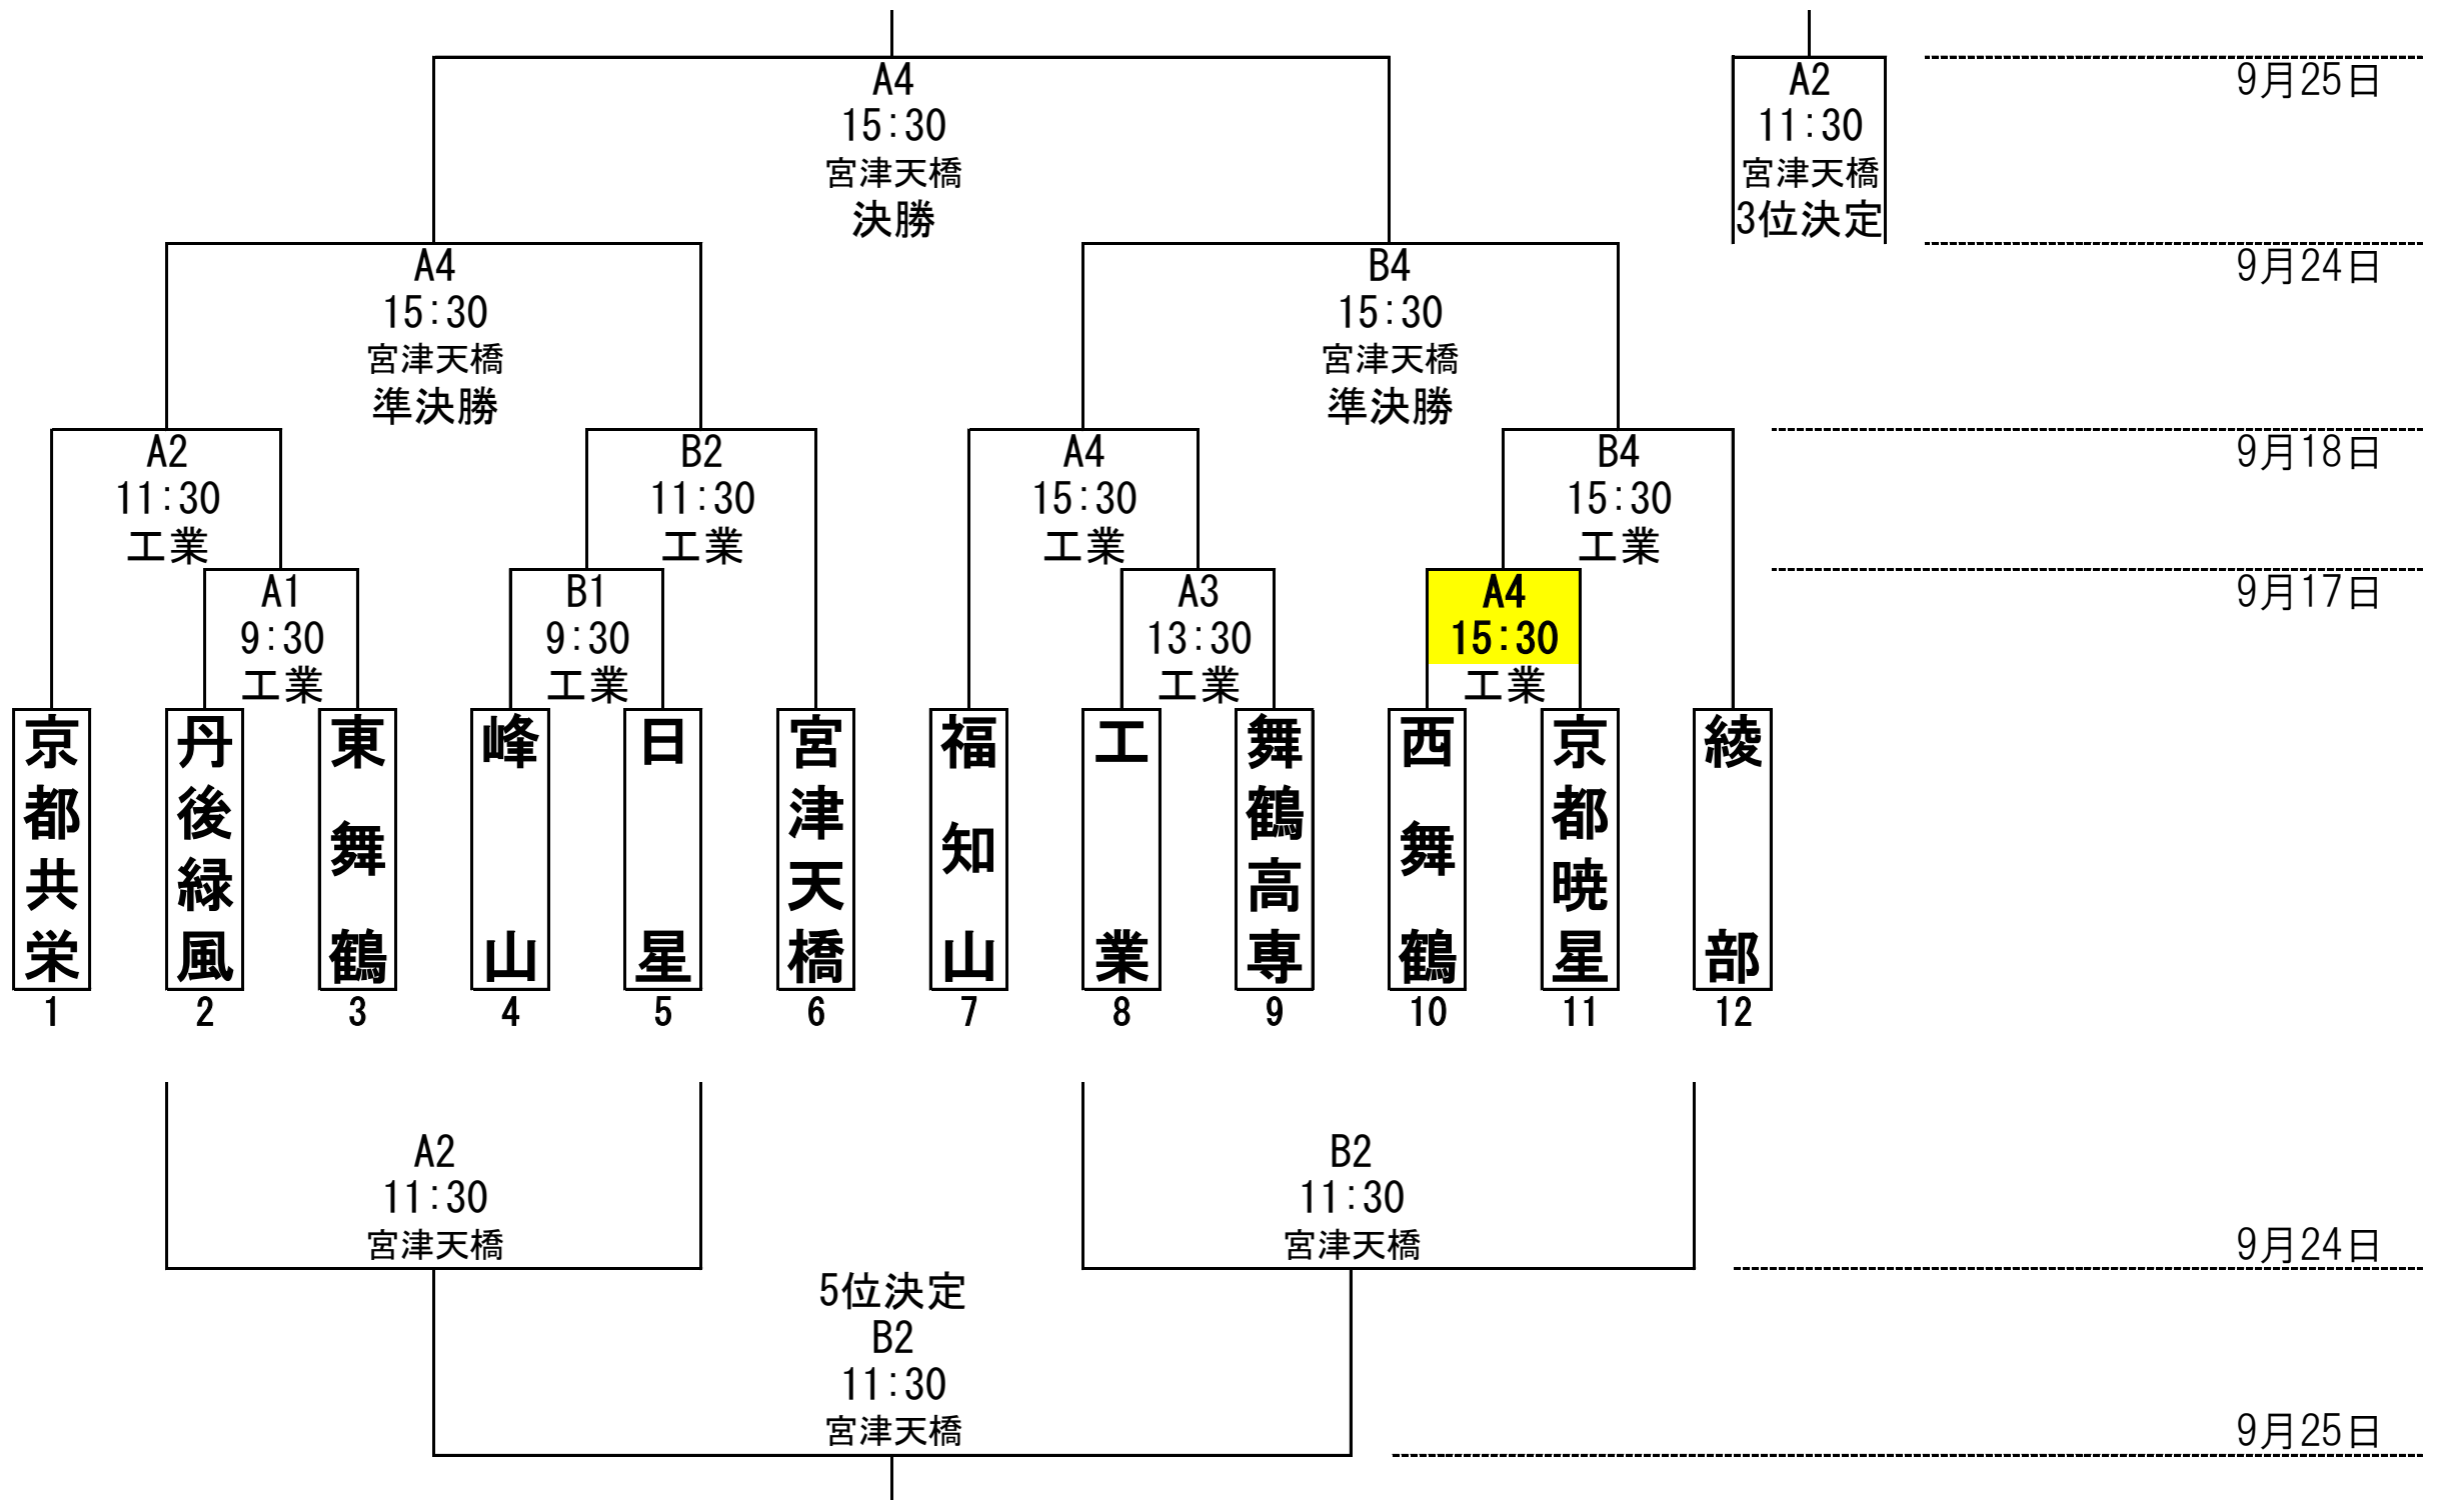 A4
15:30
宮津天橋
決勝
A2
11:30
宮津天橋
3位決定
9月25日
A4
15:30
宮津天橋
準決勝
B4
15:30
宮津天橋
準決勝
9月24日
A2
11:30
工業
B2
11:30
工業
A4
15:30
工業
B4
15:30
工業
9月18日
A1
9:30
工業
B1
9:30
工業
A3
13:30
工業
A4
15:30
工業
9月17日
京都共栄
丹後緑風
東舞鶴
峰山
日星
宮津天橋
福知山
工業
舞鶴高専
西舞鶴
京都暁星
綾部
1 2 3 4 5 6 7 8 9 10 11 12
A2
11:30
宮津天橋
B2
11:30
宮津天橋
9月24日
5位決定
B2
11:30
宮津天橋
9月25日